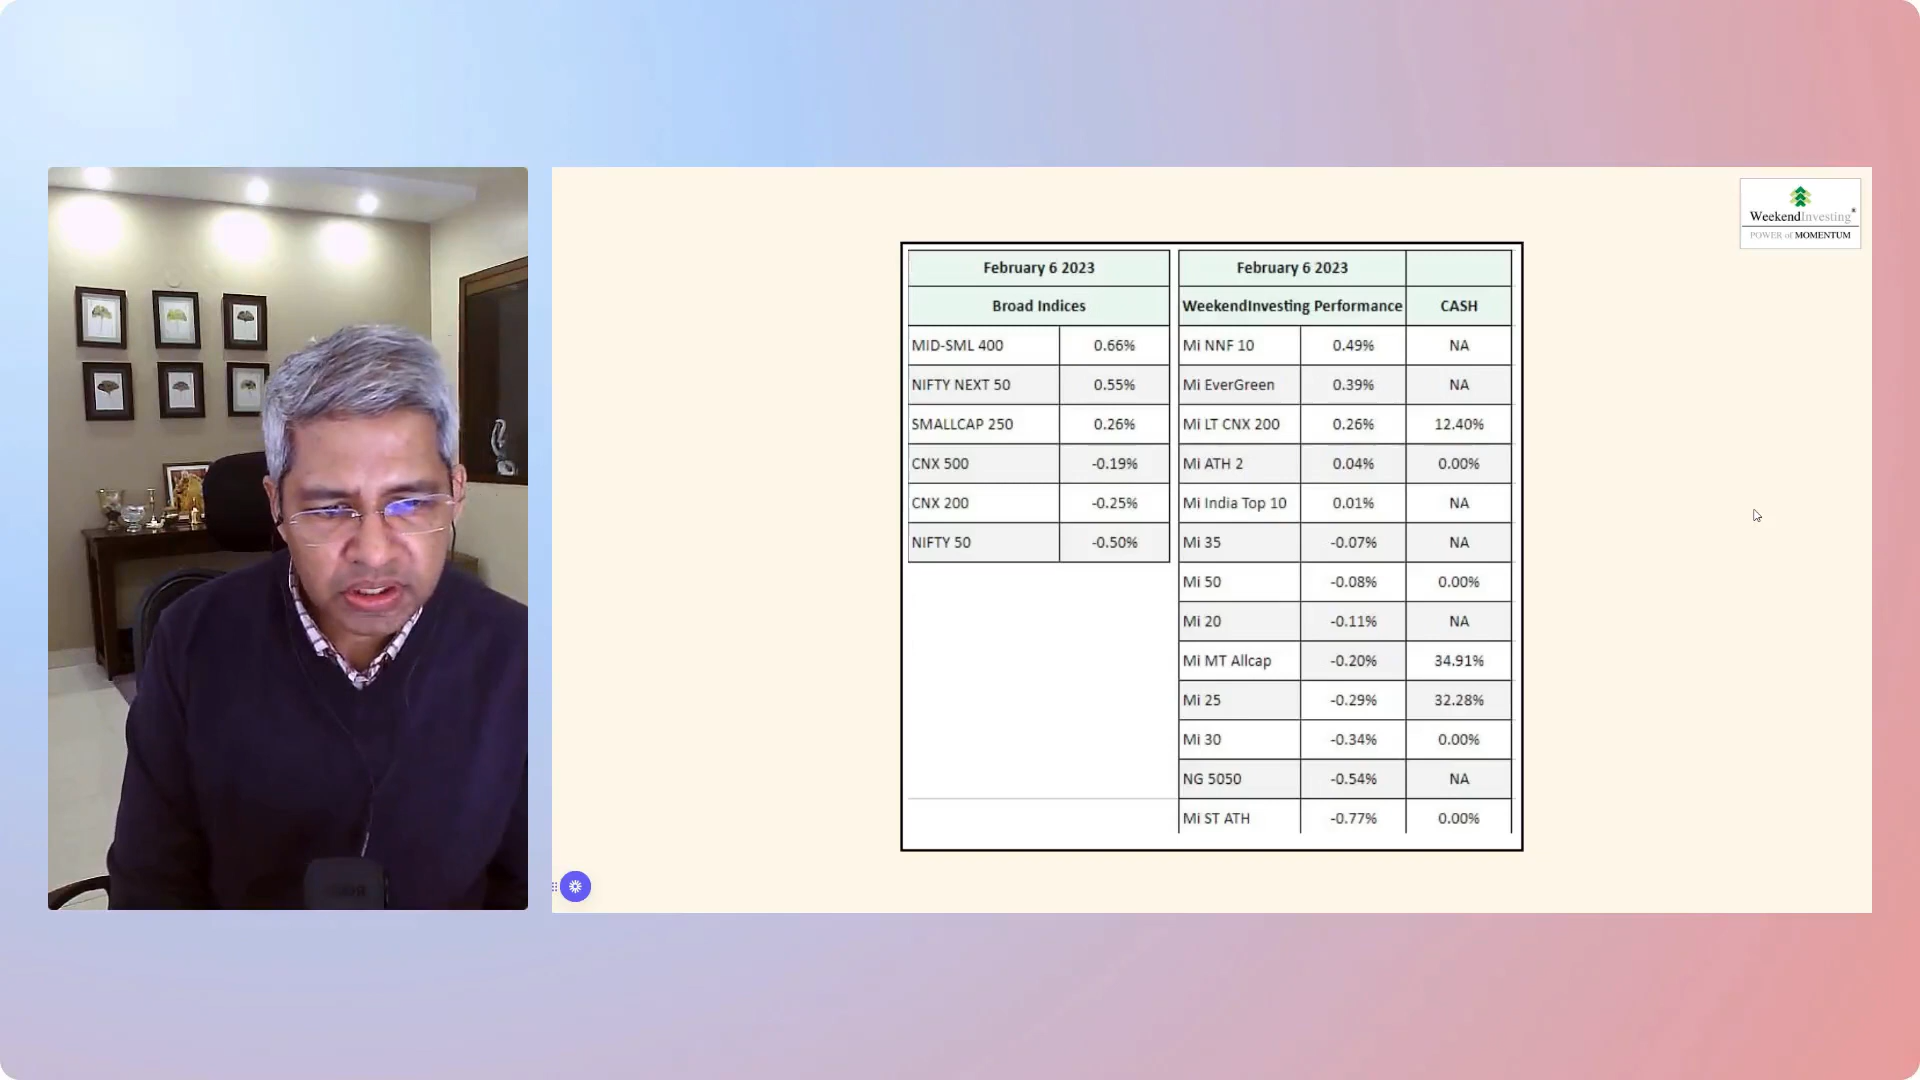 WeekendInvesting
POWER of MOMENTUM
February 6 2023
Broad Indices
MID-SML 400 0.66%
NIFTY NEXT 50 0.55%
SMALLCAP 250 0.26%
CNX 500 -0.19%
CNX 200 -0.25%
NIFTY 50 -0.50%
February 6 2023
WeekendInvesting Performance CASH
Mi NNF 10 0.49% NA
Mi EverGreen 0.39% NA
Mi LT CNX 200 0.26% 12.40%
Mi ATH 2 0.04% 0.00%
Mi India Top 10 0.01% NA
Mi 35 -0.07% NA
Mi 50 -0.08% 0.00%
Mi 20 -0.11% NA
Mi MT Allcap -0.20% 34.91%
Mi 25 -0.29% 32.28%
Mi 30 -0.34% 0.00%
NG 5050 -0.54% NA
Mi ST ATH -0.77% 0.00%